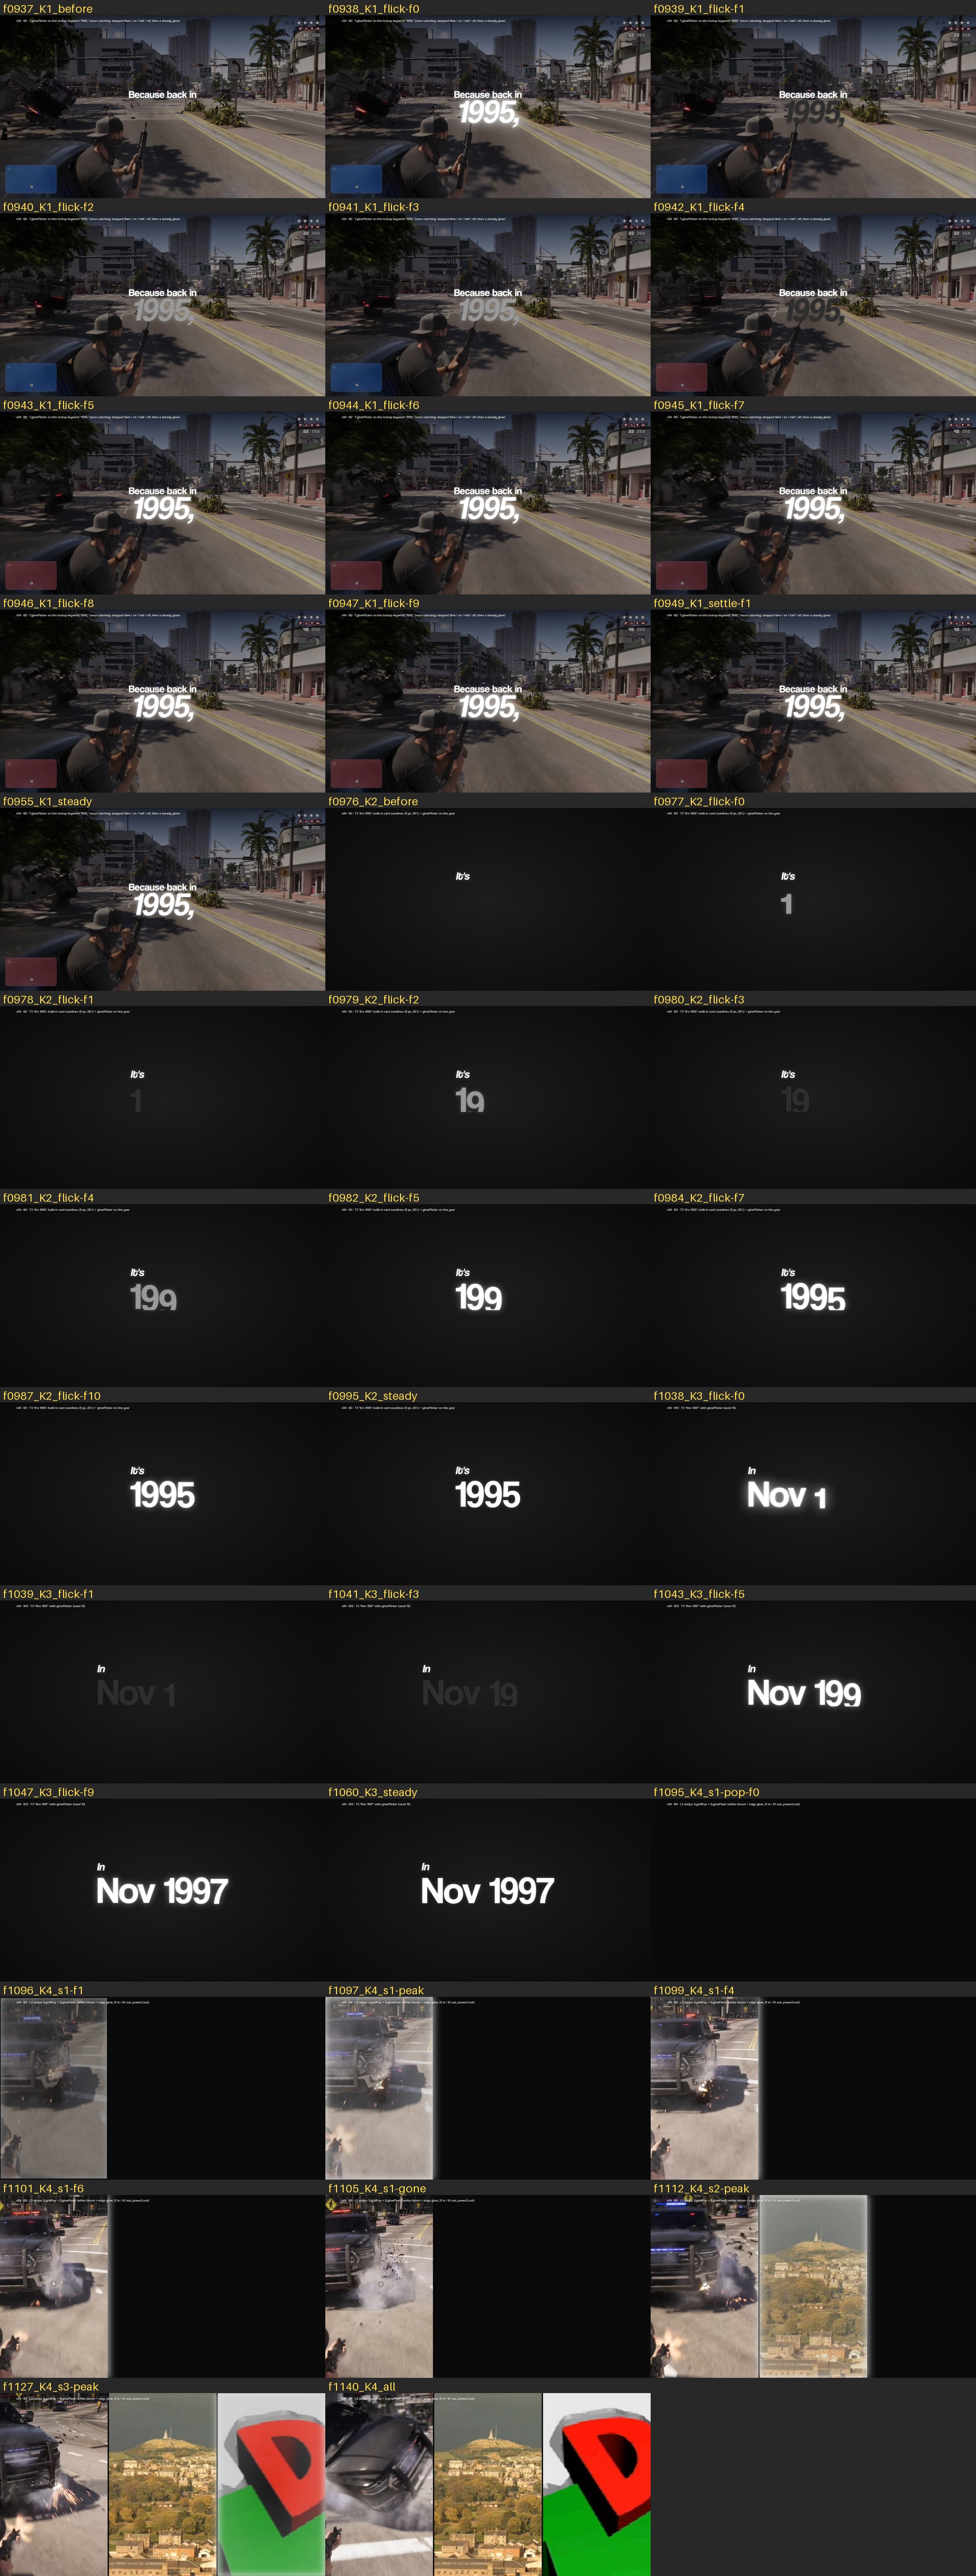 f0937_K1_before
f0938_K1_flick-f0
f0939_K1_flick-f1
Because back in
Because back in
1995,
Because back in
1995,
f0940_K1_flick-f2
f0941_K1_flick-f3
f0942_K1_flick-f4
Because back in
1995,
Because back in
1995,
Because back in
1995,
f0943_K1_flick-f5
f0944_K1_flick-f6
f0945_K1_flick-f7
Because back in
1995,
Because back in
1995,
Because back in
1995,
f0946_K1_flick-f8
f0947_K1_flick-f9
f0949_K1_settle-f1
Because back in
1995,
Because back in
1995,
Because back in
1995,
f0955_K1_steady
f0976_K2_before
f0977_K2_flick-f0
Because back in
1995,
It's
It's
1
f0978_K2_flick-f1
f0979_K2_flick-f2
f0980_K2_flick-f3
It's
1
It's
19
It's
19
f0981_K2_flick-f4
f0982_K2_flick-f5
f0984_K2_flick-f7
It's
199
It's
199
It's
1995
f0987_K2_flick-f10
f0995_K2_steady
f1038_K3_flick-f0
It's
1995
It's
1995
In
Nov 1
f1039_K3_flick-f1
f1041_K3_flick-f3
f1043_K3_flick-f5
In
Nov 1
In
Nov 19
In
Nov 199
f1047_K3_flick-f9
f1060_K3_steady
f1095_K4_s1-pop-f0
In
Nov 1997
In
Nov 1997
f1096_K4_s1-f1
f1097_K4_s1-peak
f1099_K4_s1-f4
f1101_K4_s1-f6
f1105_K4_s1-gone
f1112_K4_s2-peak
f1127_K4_s3-peak
f1140_K4_all
D
D